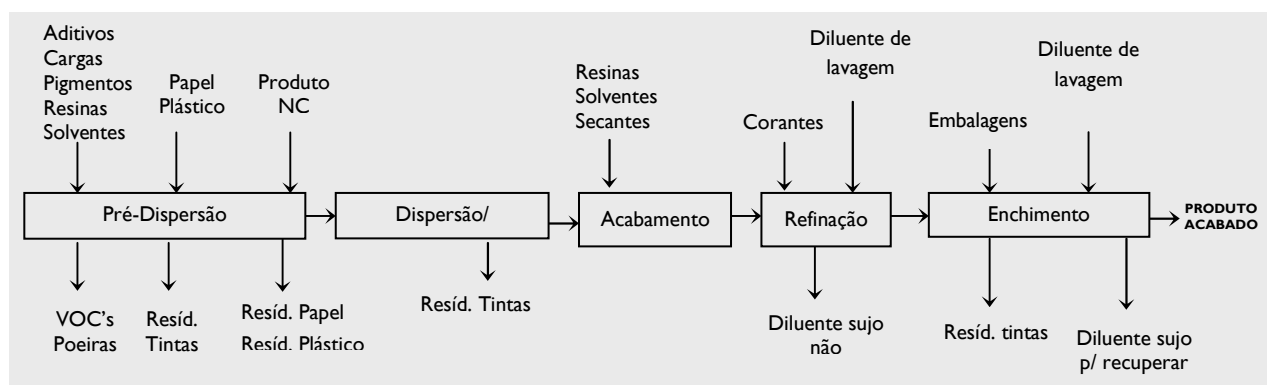 Aditivos
Cargas
Pigmentos
Resinas
Solventes
Papel
Plástico
Produto
NC
Resinas
Solventes
Secantes
Corantes
Diluente de
lavagem
Embalagens
Diluente de
lavagem
Pré-Dispersão
Dispersão/
Acabamento
Refinação
Enchimento
PRODUTO
ACABADO
VOC's
Poeiras
Resíd.
Tintas
Resíd. Papel
Resíd. Plástico
Resíd. Tintas
Diluente sujo
não
Resíd. tintas
Diluente sujo
p/ recuperar